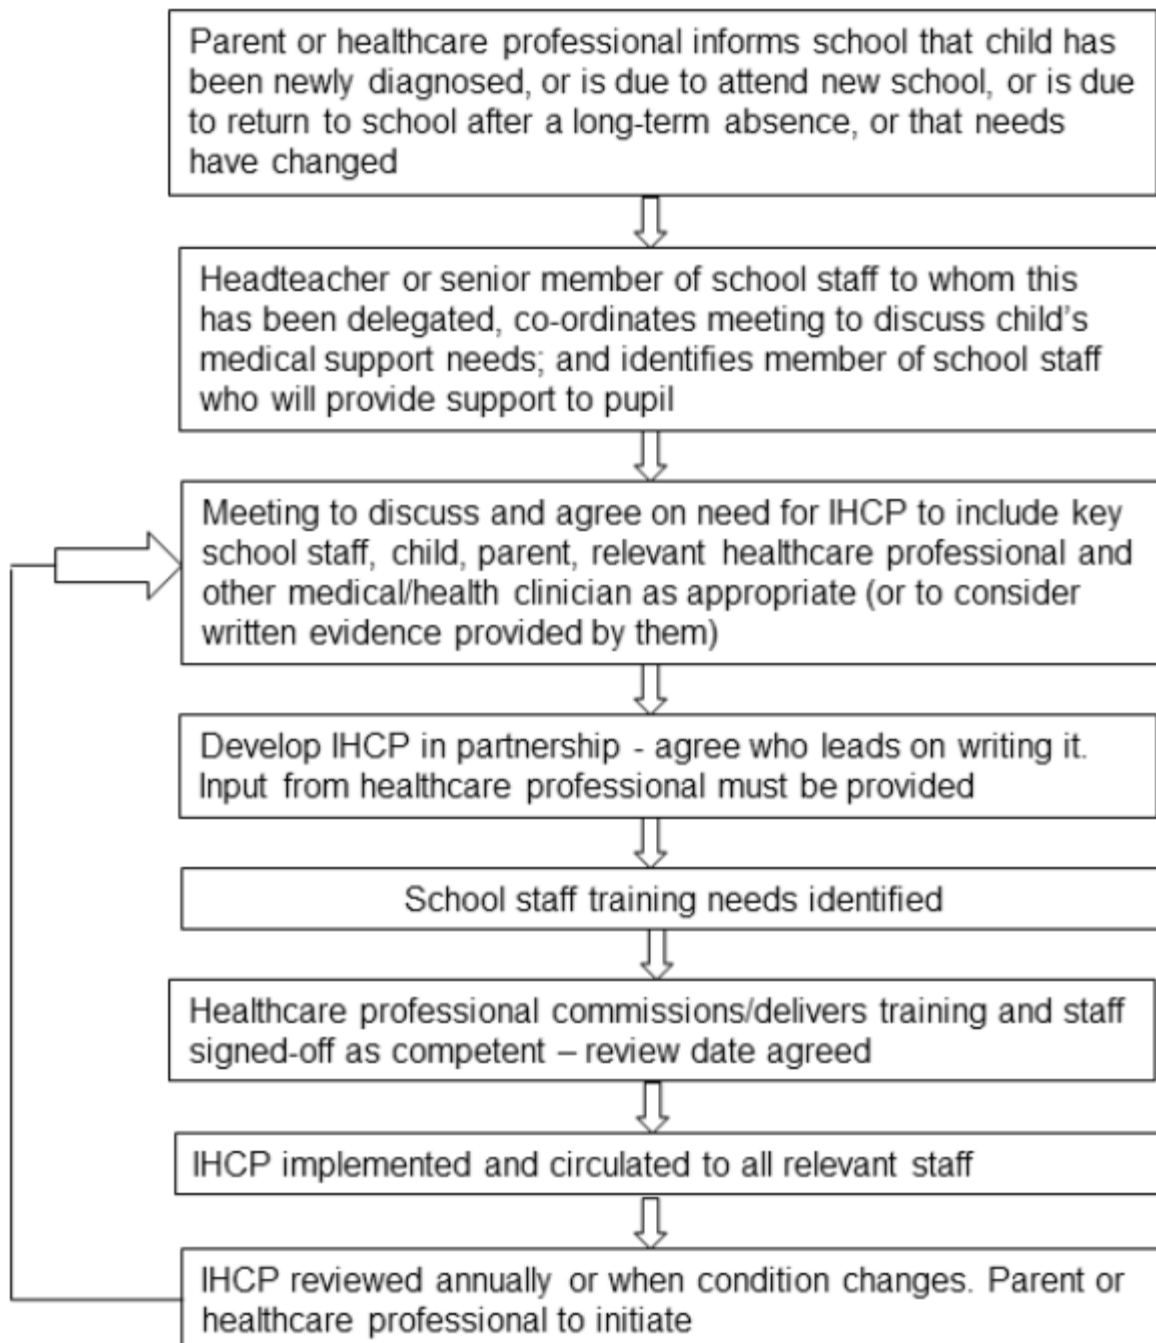 Parent or healthcare professional informs school that child has
been newly diagnosed, or is due to attend new school, or is due
to return to school after a long-term absence, or that needs
have changed
Headteacher or senior member of school staff to whom this
has been delegated, co-ordinates meeting to discuss child's
medical support needs; and identifies member of school staff
who will provide support to pupil
Meeting to discuss and agree on need for IHCP to include key
school staff, child, parent, relevant healthcare professional and
other medical/health clinician as appropriate (or to consider
written evidence provided by them)
Develop IHCP in partnership - agree who leads on writing it.
Input from healthcare professional must be provided
School staff training needs identified
Healthcare professional commissions/delivers training and staff
signed-off as competent – review date agreed
IHCP implemented and circulated to all relevant staff
IHCP reviewed annually or when condition changes. Parent or
healthcare professional to initiate